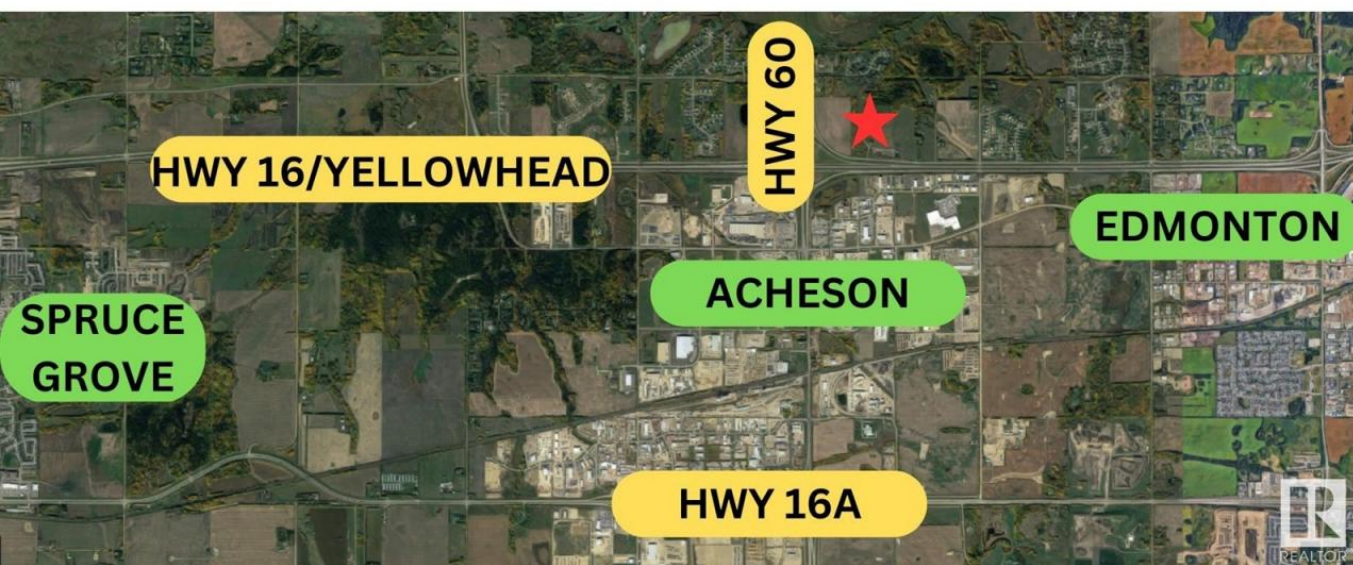 HWY 60
HWY 16/YELLOWHEAD
EDMONTON
ACHESON
SPRUCE
GROVE
HWY 16A
REALTOR